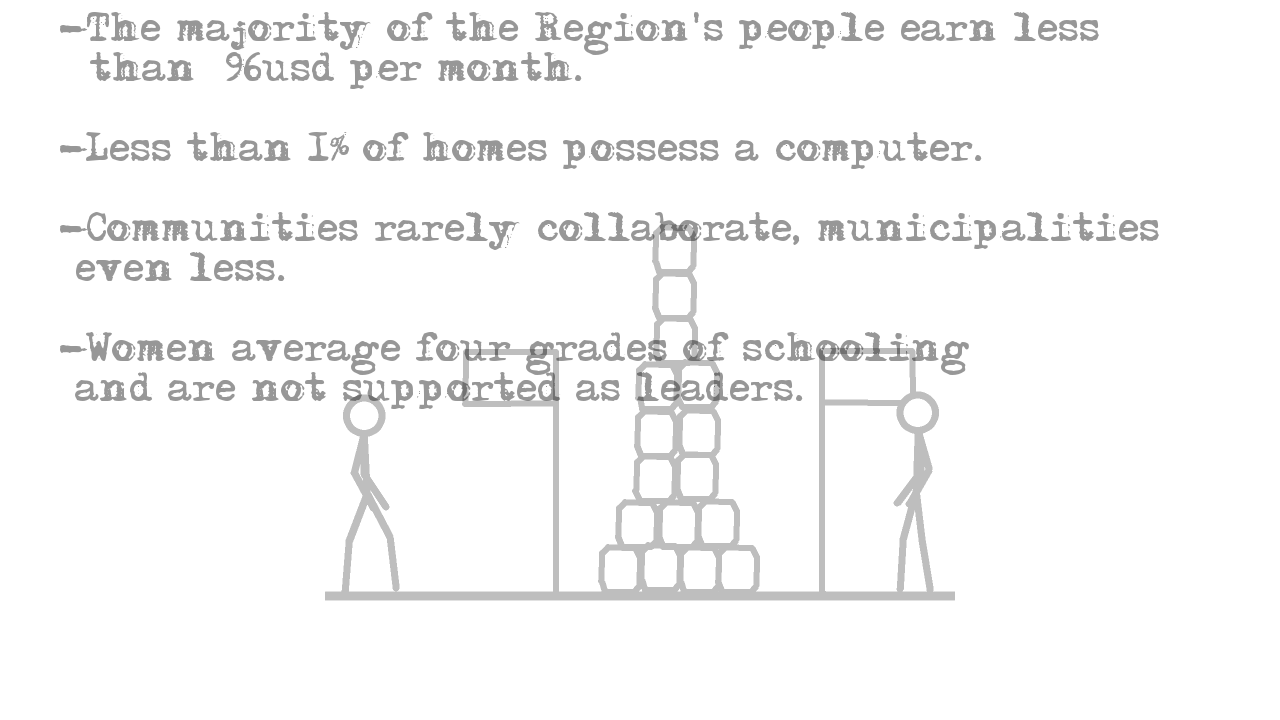 -The majority of the Region's people earn less
than 96usd per month.
-Less than 1% of homes possess a computer.
-Communities rarely collaborate, municipalities
even less.
-Women average four grades of schooling
and are not supported as leaders.